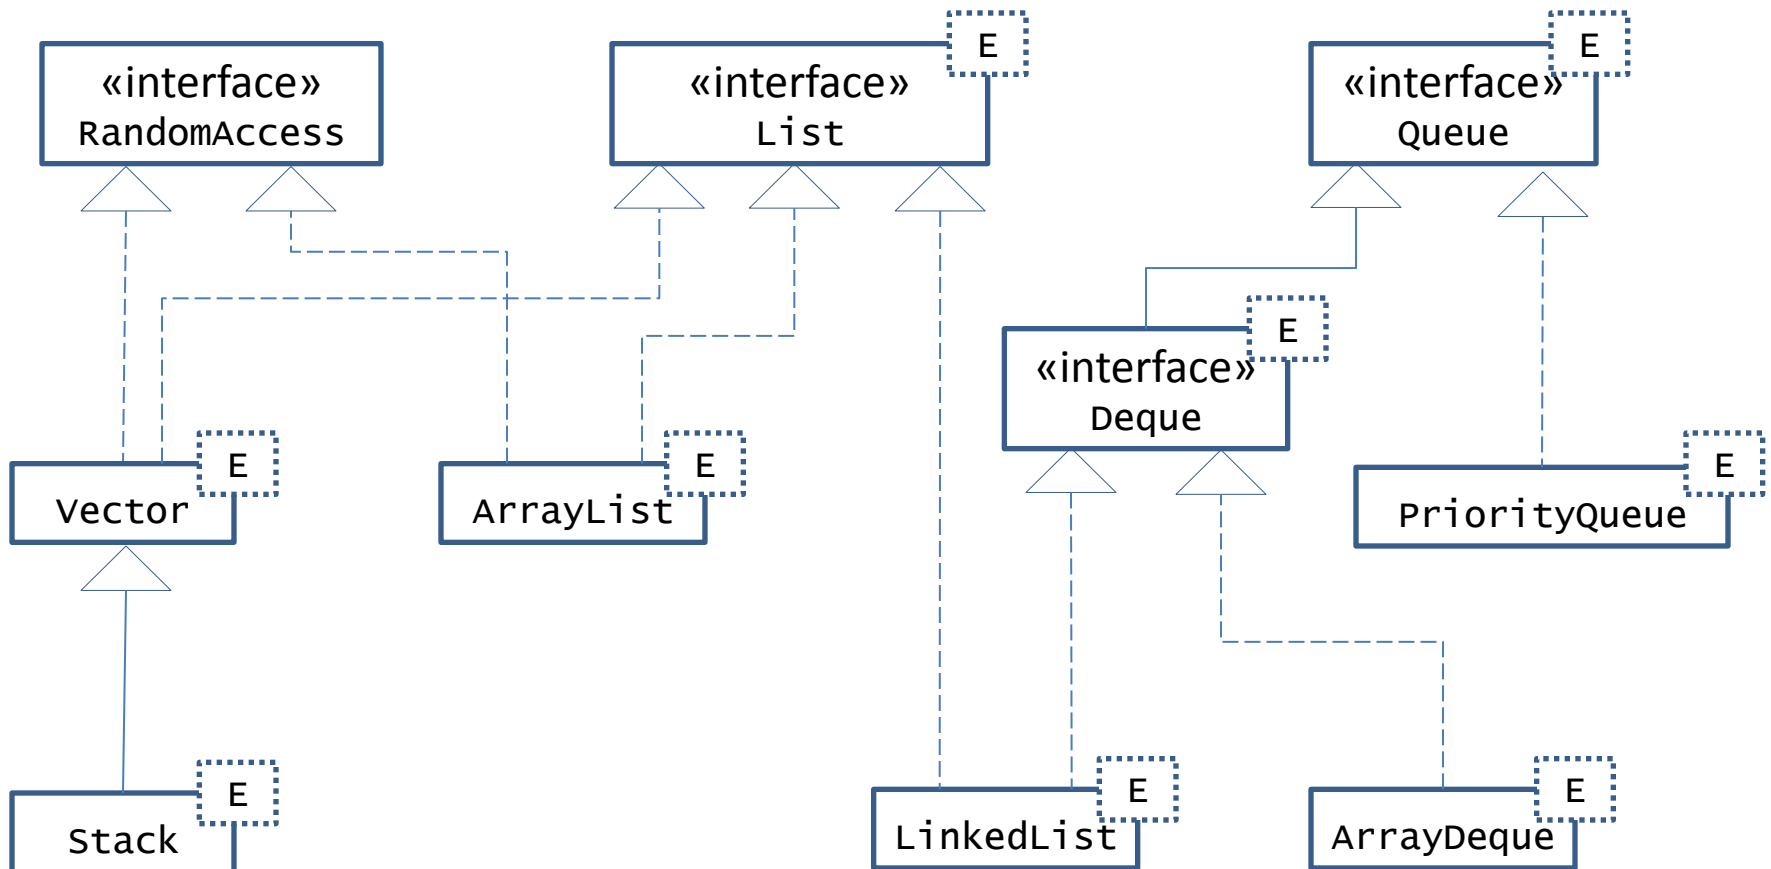 E
E
E
«interface»
RandomAccess
«interface»
List
«interface»
Queue
E
«interface»
Deque
E
E
E
Vector
ArrayList
PriorityQueue
E
E
E
Stack
LinkedList
ArrayDeque